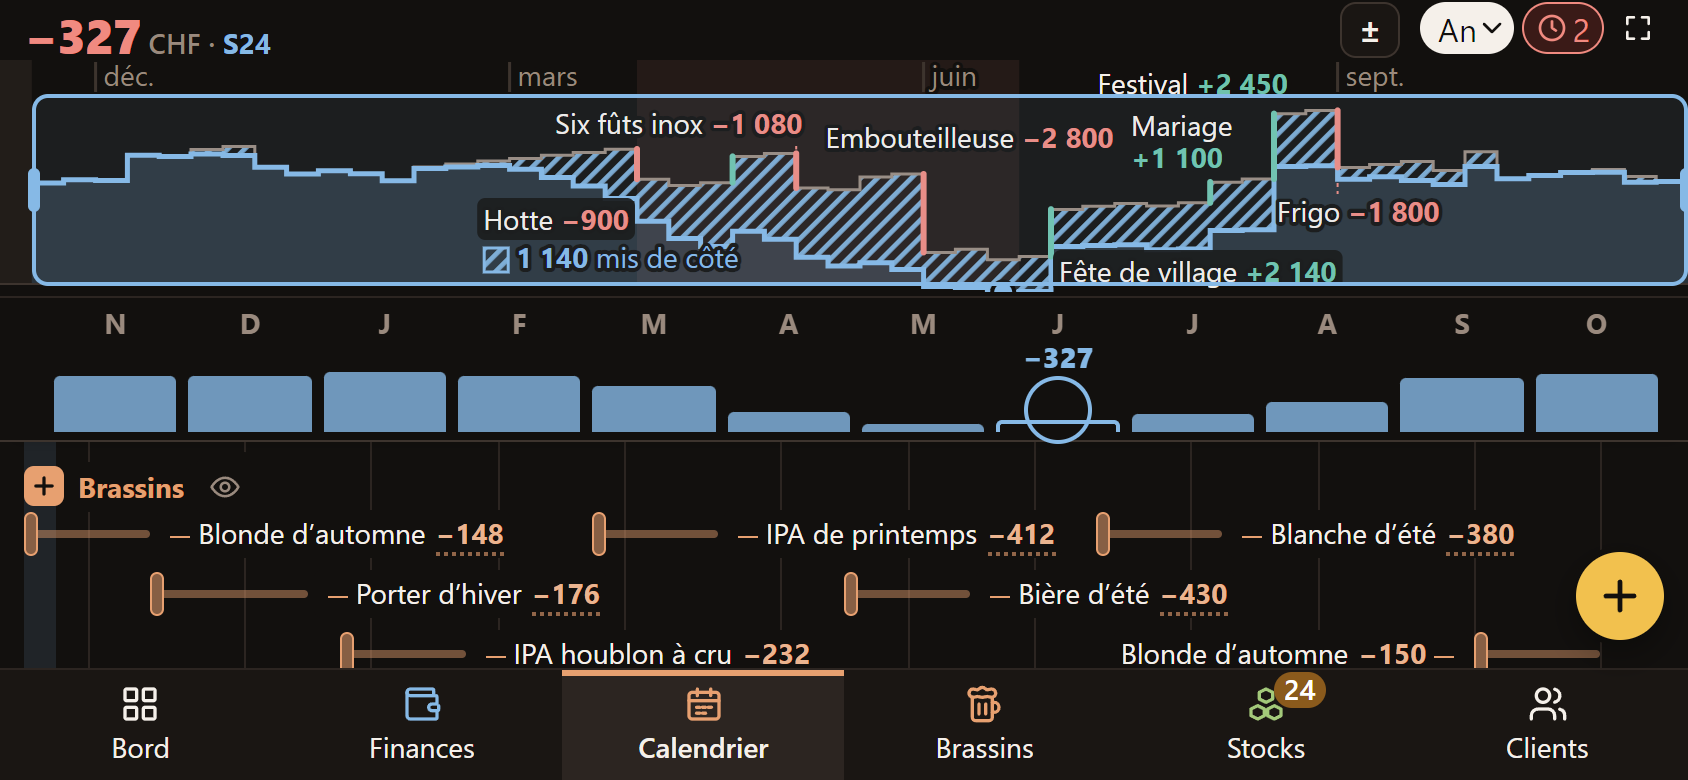 −327 CHF · S24
± An 2
déc. mars juin sept.
Festival +2 450
Six fûts inox −1 080
Embouteilleuse −2 800
Mariage
+1 100
Hotte −900
Frigo −1 800
1 140 mis de côté
Fête de village +2 140
N D J F M A M J J A S O
−327
Brassins
Blonde d’automne −148
IPA de printemps −412
Blanche d’été −380
Porter d’hiver −176
Bière d’été −430
IPA houblon à cru −232
Blonde d’automne −150
24
Bord Finances Calendrier Brassins Stocks Clients